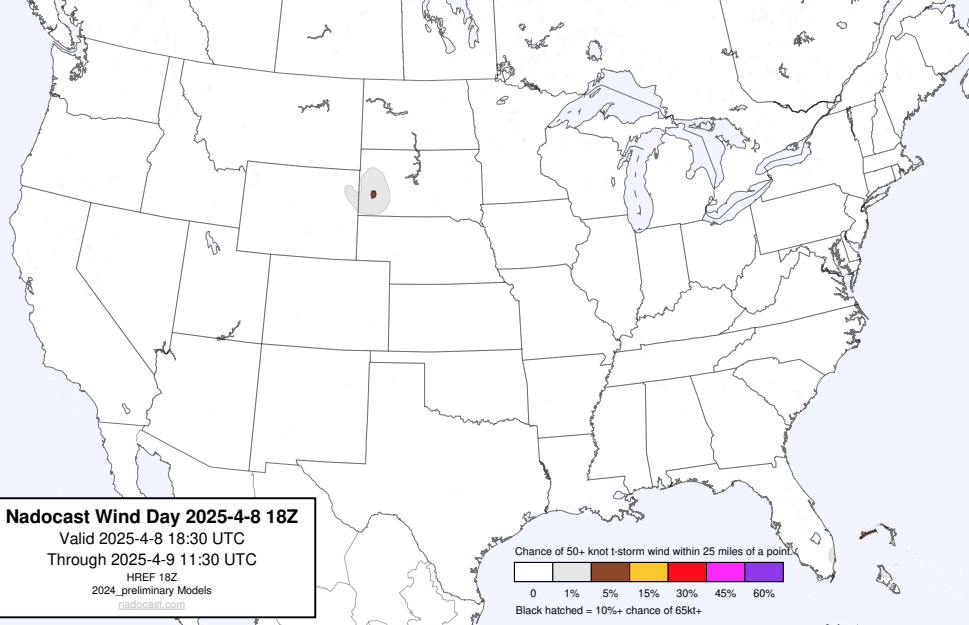 Nadocast Wind Day 2025-4-8 18Z
Valid 2025-4-8 18:30 UTC
Through 2025-4-9 11:30 UTC
HREF 18Z
2024_preliminary Models
nadocast.com
Chance of 50+ knot t-storm wind within 25 miles of a point.
0 1% 5% 15% 30% 45% 60%
Black hatched = 10%+ chance of 65kt+